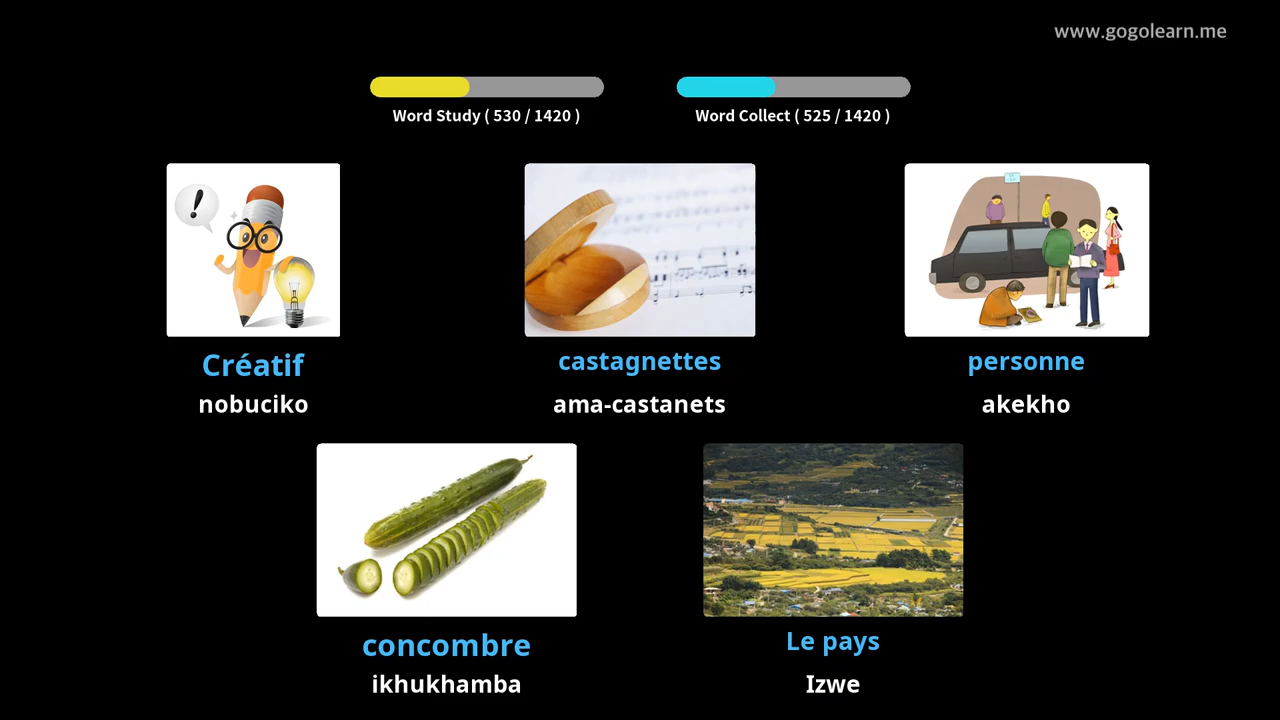 www.gogolearn.me
Word Study ( 530 / 1420 )
Word Collect ( 525 / 1420 )
Créatif
nobuciko
castagnettes
ama-castanets
personne
akekho
concombre
ikhukhamba
Le pays
Izwe